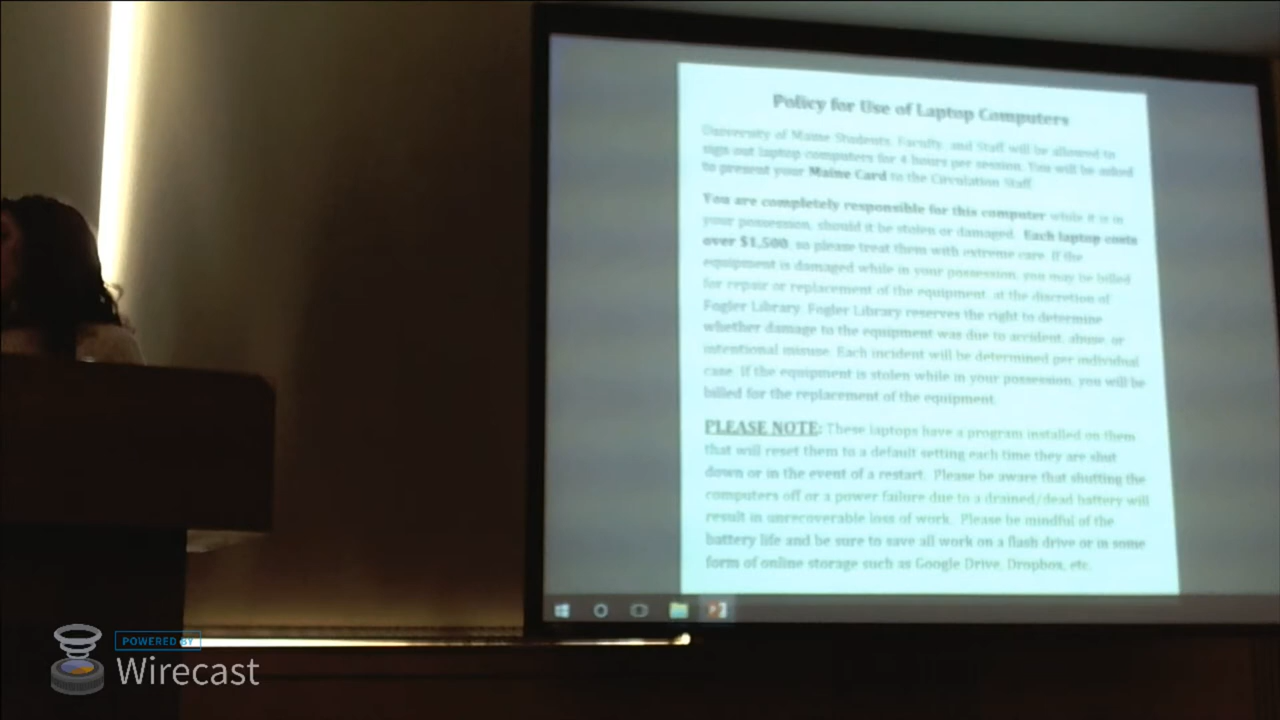 Policy for Use of Laptop Computers
University of Maine Students, Faculty, and Staff will be allowed to
sign out laptop computers for 4 hours per session. You will be asked
to present your Maine Card to the Circulation Staff.
You are completely responsible for this computer while it is in
your possession, should it be stolen or damaged. Each laptop costs
over $1,500, so please treat them with extreme care. If the
equipment is damaged while in your possession, you may be billed
for repair or replacement of the equipment, at the discretion of
Fogler Library. Fogler Library reserves the right to determine
whether damage to the equipment was due to accident, abuse, or
intentional misuse. Each incident will be determined per individual
case. If the equipment is stolen while in your possession, you will be
billed for the replacement of the equipment.
PLEASE NOTE: These laptops have a program installed on them
that will reset them to a default setting each time they are shut
down or in the event of a restart. Please be aware that shutting the
computers off or a power failure due to a drained/dead battery will
result in unrecoverable loss of work. Please be mindful of the
battery life and be sure to save all work on a flash drive or in some
form of online storage such as Google Drive, Dropbox, etc.
POWERED BY
Wirecast